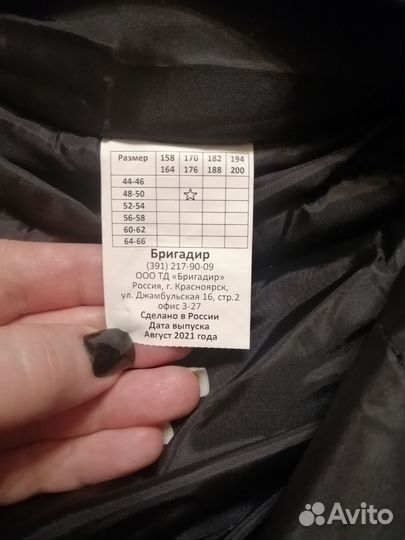 Размер 158 170 182 194
164 176 188 200
44-46
48-50 ☆
52-54
56-58
60-62
64-66
Бригадир
(391) 217-90-09
ООО ТД «Бригадир»
Россия, г. Красноярск,
ул. Джамбульская 16, стр.2
офис 3-27
Сделано в России
Дата выпуска
Август 2021 года
Avito